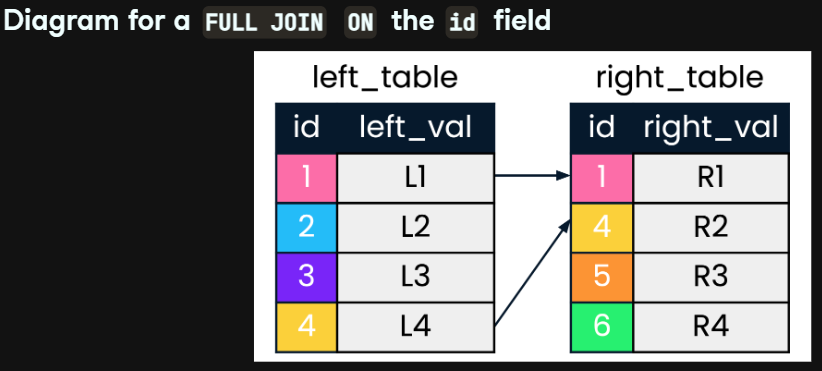 Diagram for a FULL JOIN ON the id field
left_table right_table
id left_val id right_val
1 L1 1 R1
2 L2 4 R2
3 L3 5 R3
4 L4 6 R4